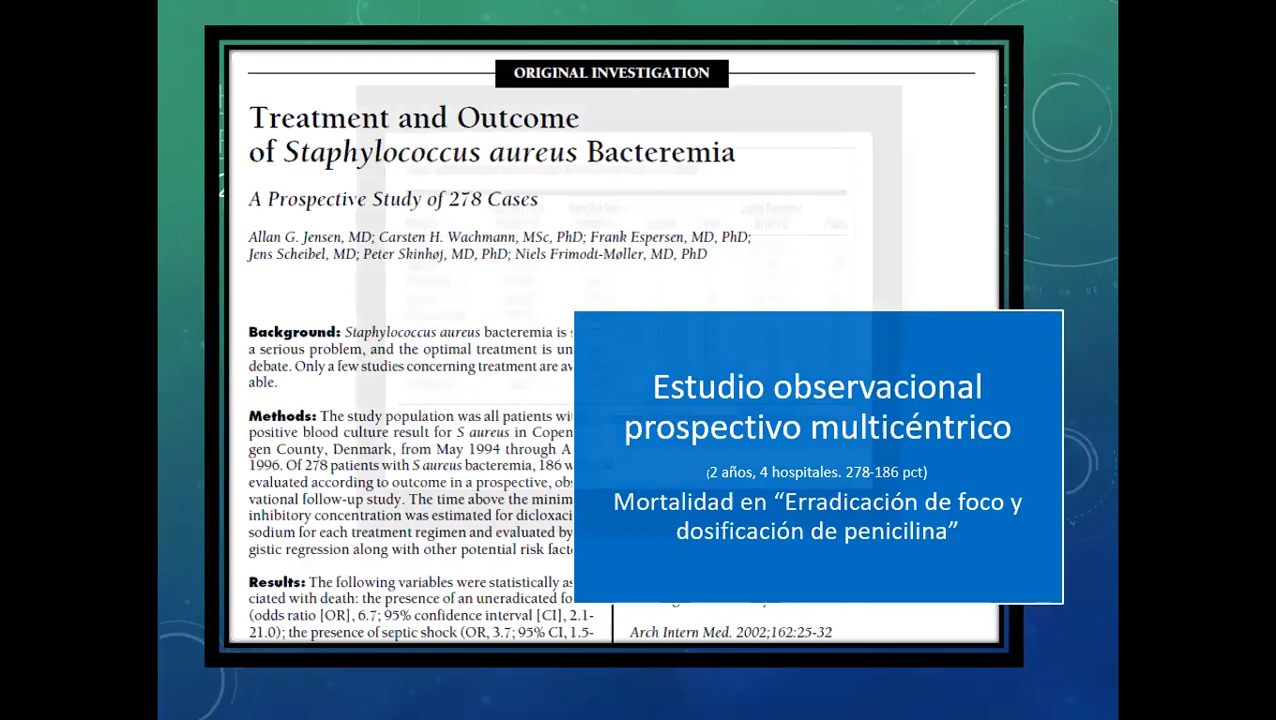 ORIGINAL INVESTIGATION
Treatment and Outcome
of Staphylococcus aureus Bacteremia
A Prospective Study of 278 Cases
Allan G. Jensen, MD; Carsten H. Wachmann, MSc, PhD; Frank Espersen, MD, PhD;
Jens Scheibel, MD; Peter Skinhøj, MD, PhD; Niels Frimodt-Møller, MD, PhD
Background: Staphylococcus aureus bacteremia is
a serious problem, and the optimal treatment is un
debate. Only a few studies concerning treatment are av
able.
Methods: The study population was all patients wi
positive blood culture result for S aureus in Copen
gen County, Denmark, from May 1994 through A
1996. Of 278 patients with S aureus bacteremia, 186 w
evaluated according to outcome in a prospective, obs
vational follow-up study. The time above the minim
inhibitory concentration was estimated for dicloxaci
sodium for each treatment regimen and evaluated by
gistic regression along with other potential risk fact
Results: The following variables were statistically as
ciated with death: the presence of an uneradicated fo
(odds ratio [OR], 6.7; 95% confidence interval [CI], 2.1-
21.0); the presence of septic shock (OR, 3.7; 95% CI, 1.5-
Estudio observacional
prospectivo multicéntrico
(2 años, 4 hospitales. 278-186 pct)
Mortalidad en “Erradicación de foco y
dosificación de penicilina”
Arch Intern Med. 2002;162:25-32